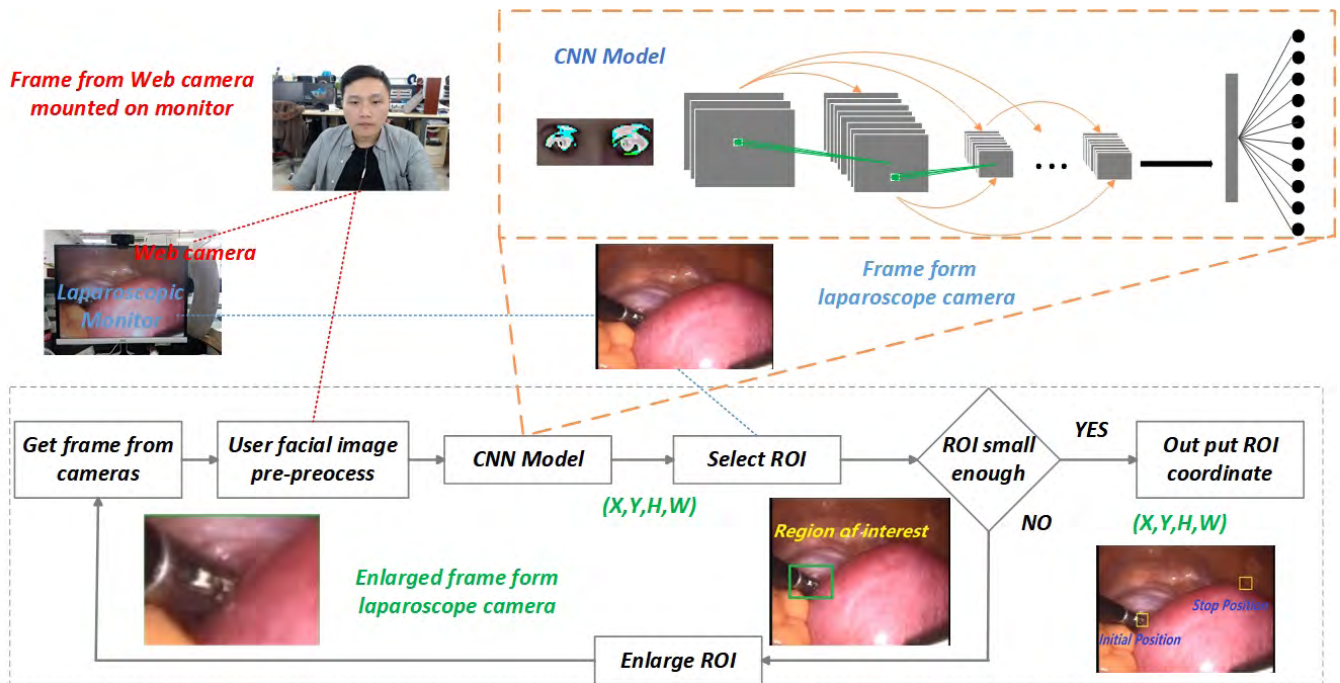 CNN Model
Frame from Web camera
mounted on monitor
Web camera
Laparoscopic
Monitor
Frame form
laparoscope camera
Get frame from
cameras
User facial image
pre-preocess
CNN Model
Select ROI
ROI small
enough
YES
Out put ROI
coordinate
(X,Y,H,W)
NO
(X,Y,H,W)
Region of interest
Enlarged frame form
laparoscope camera
Stop Position
Initial Position
Enlarge ROI